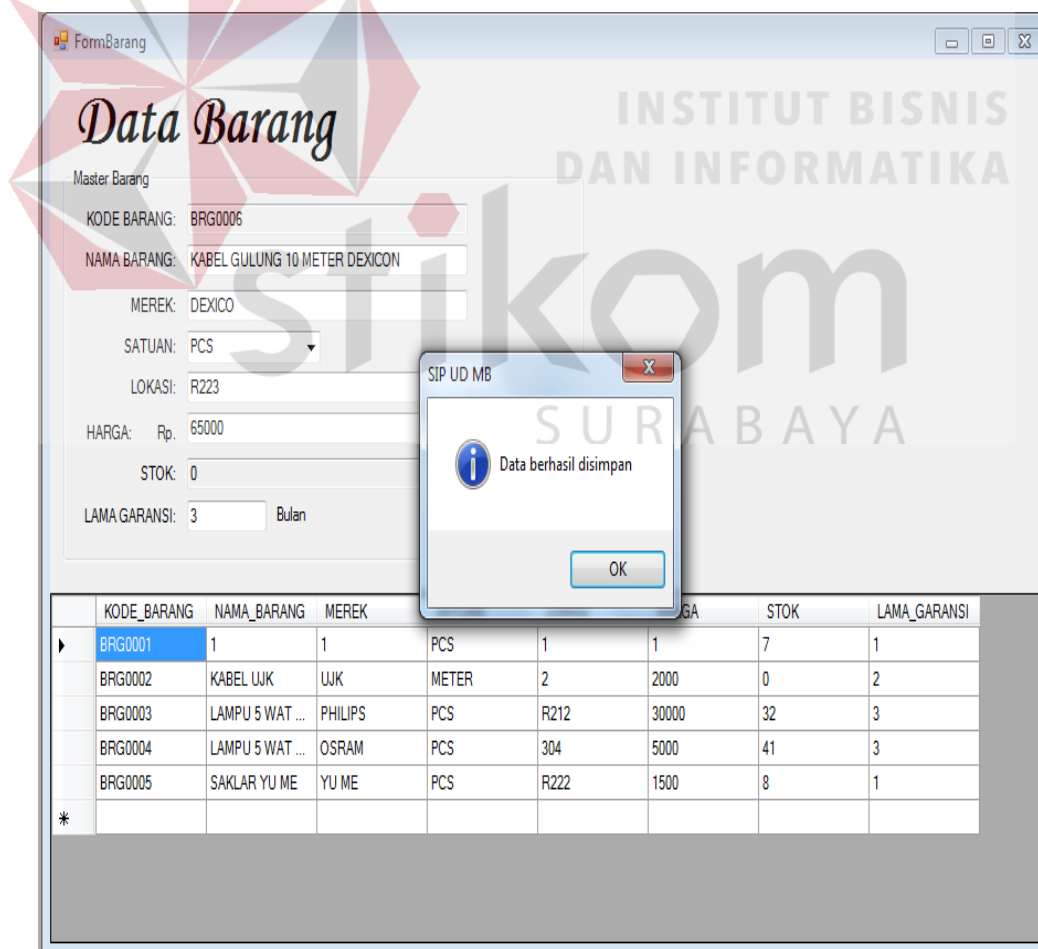 FormBarang
INSTITUT BISNIS
DAN INFORMATIKA
Data Barang
Master Barang
KODE BARANG: BRG0006
NAMA BARANG: KABEL GULUNG 10 METER DEXICON
MEREK: DEXICO
SATUAN: PCS
LOKASI: R223
HARGA: Rp. 65000
STOK: 0
LAMA GARANSI: 3 Bulan
stikom
SURABAYA
SIP UD MB
Data berhasil disimpan
OK
KODE_BARANG NAMA_BARANG MEREK STOK LAMA_GARANSI
BRG0001 1 1 PCS 1 1 7 1
BRG0002 KABEL UJK UJK METER 2 2000 0 2
BRG0003 LAMPU 5 WAT ... PHILIPS PCS R212 30000 32 3
BRG0004 LAMPU 5 WAT ... OSRAM PCS 304 5000 41 3
BRG0005 SAKLAR YU ME YU ME PCS R222 1500 8 1